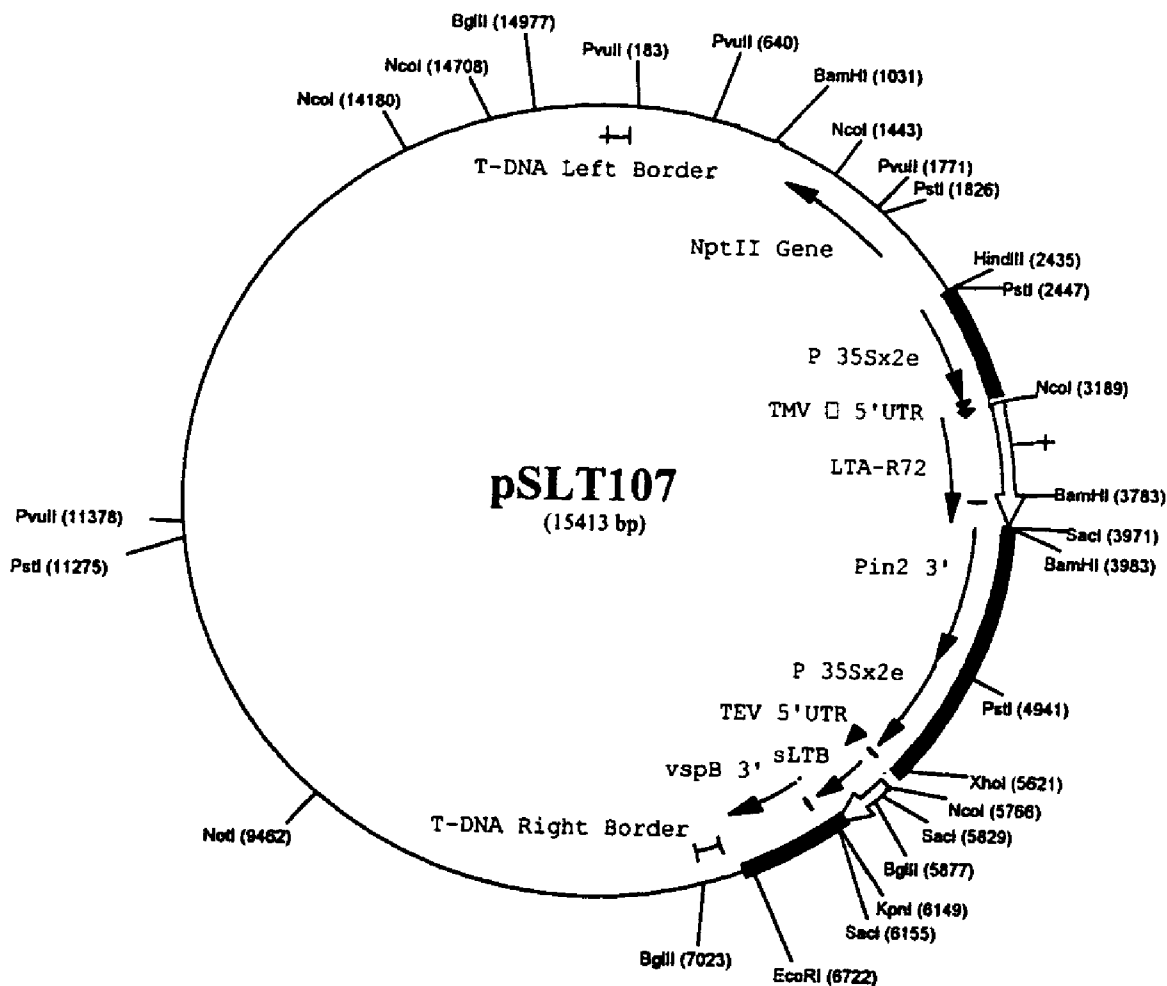 BglII (14977)
PvuII (183)
PvuII (640)
NcoI (14708)
BamHI (1031)
NcoI (14180)
NcoI (1443)
T-DNA Left Border
PvuII (1771)
PstI (1826)
NptII Gene
HindIII (2435)
PstI (2447)
P 35Sx2e
NcoI (3189)
TMV □ 5'UTR
LTA-R72
pSLT107
(15413 bp)
BamHI (3783)
PvuII (11378)
SacI (3971)
PstI (11275)
BamHI (3983)
Pin2 3'
P 35Sx2e
PstI (4941)
TEV 5'UTR
sLTB
vspB 3'
XhoI (5621)
NcoI (5766)
T-DNA Right Border
SacI (5829)
NotI (9462)
BglII (5877)
KpnI (6149)
SacI (6155)
BglII (7023)
EcoRI (6722)